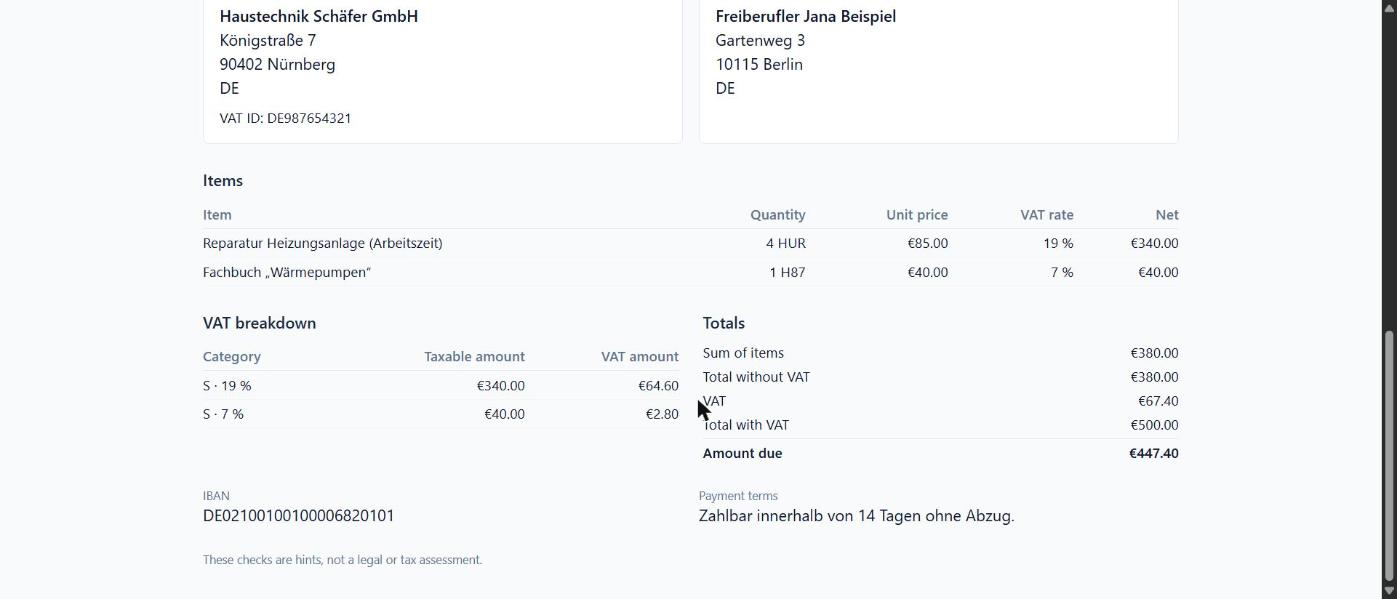 Haustechnik Schäfer GmbH
Königstraße 7
90402 Nürnberg
DE
VAT ID: DE987654321
Freiberufler Jana Beispiel
Gartenweg 3
10115 Berlin
DE
Items
Item Quantity Unit price VAT rate Net
Reparatur Heizungsanlage (Arbeitszeit) 4 HUR €85.00 19 % €340.00
Fachbuch „Wärmepumpen“ 1 H87 €40.00 7 % €40.00
VAT breakdown
Category Taxable amount VAT amount
S · 19 % €340.00 €64.60
S · 7 % €40.00 €2.80
Totals
Sum of items €380.00
Total without VAT €380.00
VAT €67.40
Total with VAT €500.00
Amount due €447.40
IBAN
DE02100100100006820101
Payment terms
Zahlbar innerhalb von 14 Tagen ohne Abzug.
These checks are hints, not a legal or tax assessment.